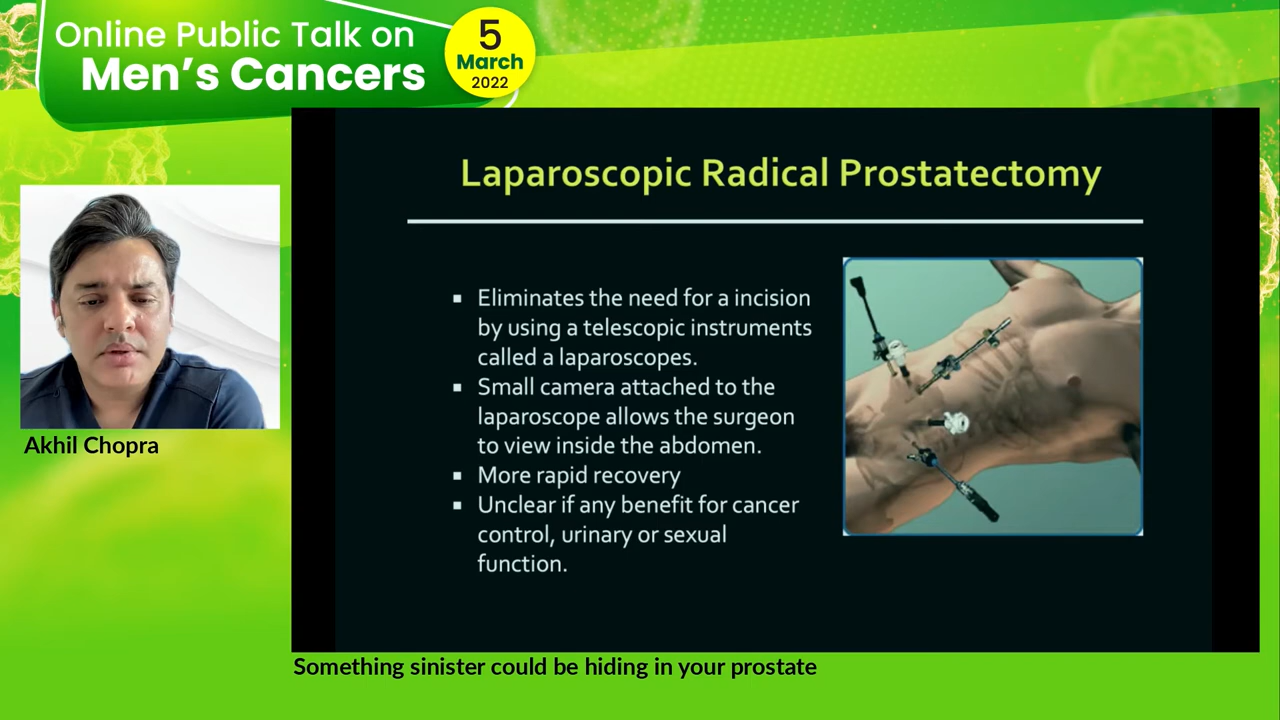 Online Public Talk on
Men's Cancers
5
March
2022
Akhil Chopra
Laparoscopic Radical Prostatectomy
▪ Eliminates the need for a incision
by using a telescopic instruments
called a laparoscopes.
▪ Small camera attached to the
laparoscope allows the surgeon
to view inside the abdomen.
▪ More rapid recovery
▪ Unclear if any benefit for cancer
control, urinary or sexual
function.
Something sinister could be hiding in your prostate